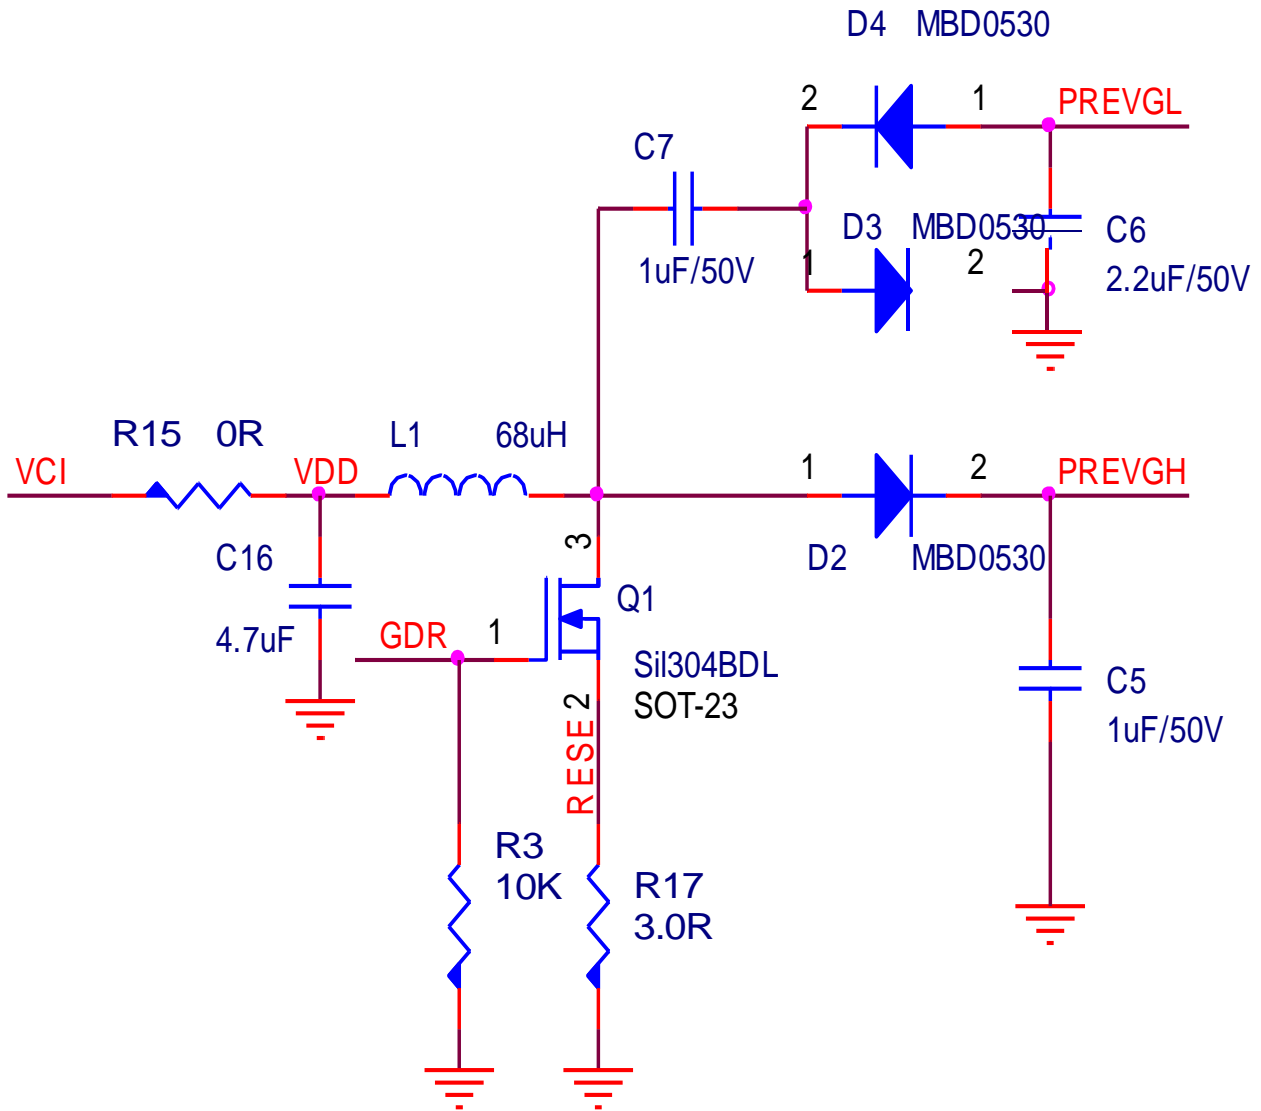 D4 MBD0530
2 1 PREVGL
C7
D3 MBD0530 C6
1uF/50V 1 2 2.2uF/50V
R15 0R L1 68uH
VCI VDD 1 2 PREVGH
3
C16 D2 MBD0530
Q1
4.7uF GDR 1
Sil304BDL C5
2 SOT-23
1uF/50V
RESE
R3
10K R17
3.0R